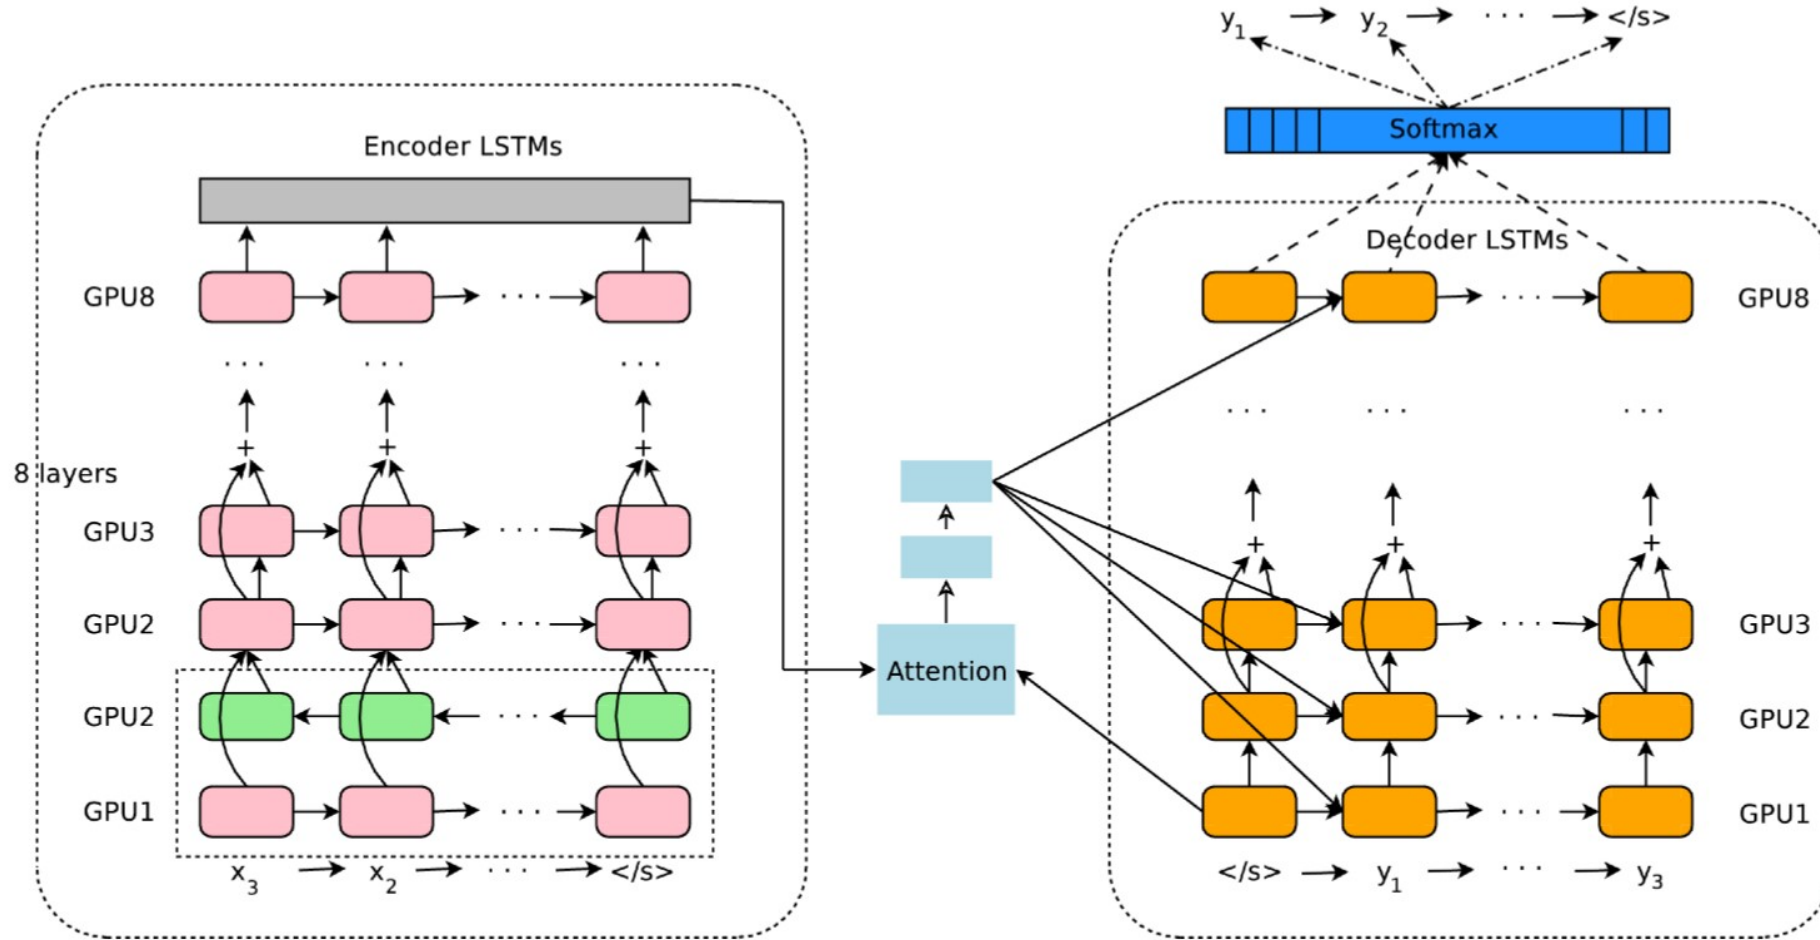 y1 → y2 → ··· → </s>
Softmax
Encoder LSTMs
Decoder LSTMs
GPU8
GPU8
8 layers
GPU3
GPU2
GPU2
GPU1
Attention
GPU3
GPU2
GPU1
x3 → x2 → ··· → </s>
</s> → y1 → ··· → y3